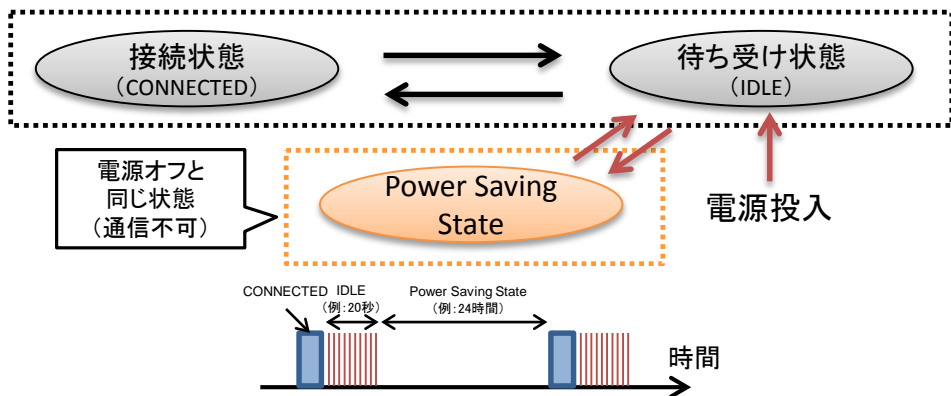 接続状態
（CONNECTED）
待ち受け状態
（IDLE）
電源オフと
同じ状態
（通信不可）
Power Saving
State
電源投入
CONNECTED
IDLE
（例：20秒）
Power Saving State
（例：24時間）
時間